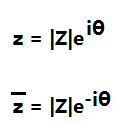 z = |Z|e^{iθ}
z̅ = |Z|e^{-iθ}